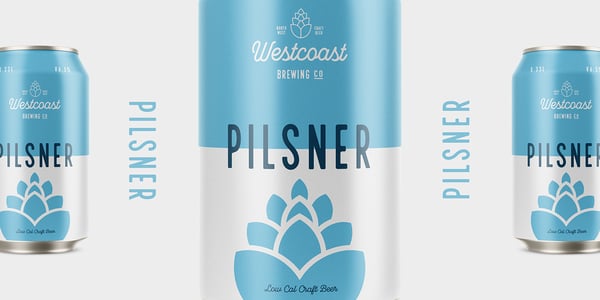 Westcoast
BREWING CO
PILSNER
PILSNER
NORTH WEST CRAFT BEER
Westcoast
BREWING CO
PILSNER
Low Cal Craft Beer
PILSNER
Westcoast
BREWING CO
PILSNER